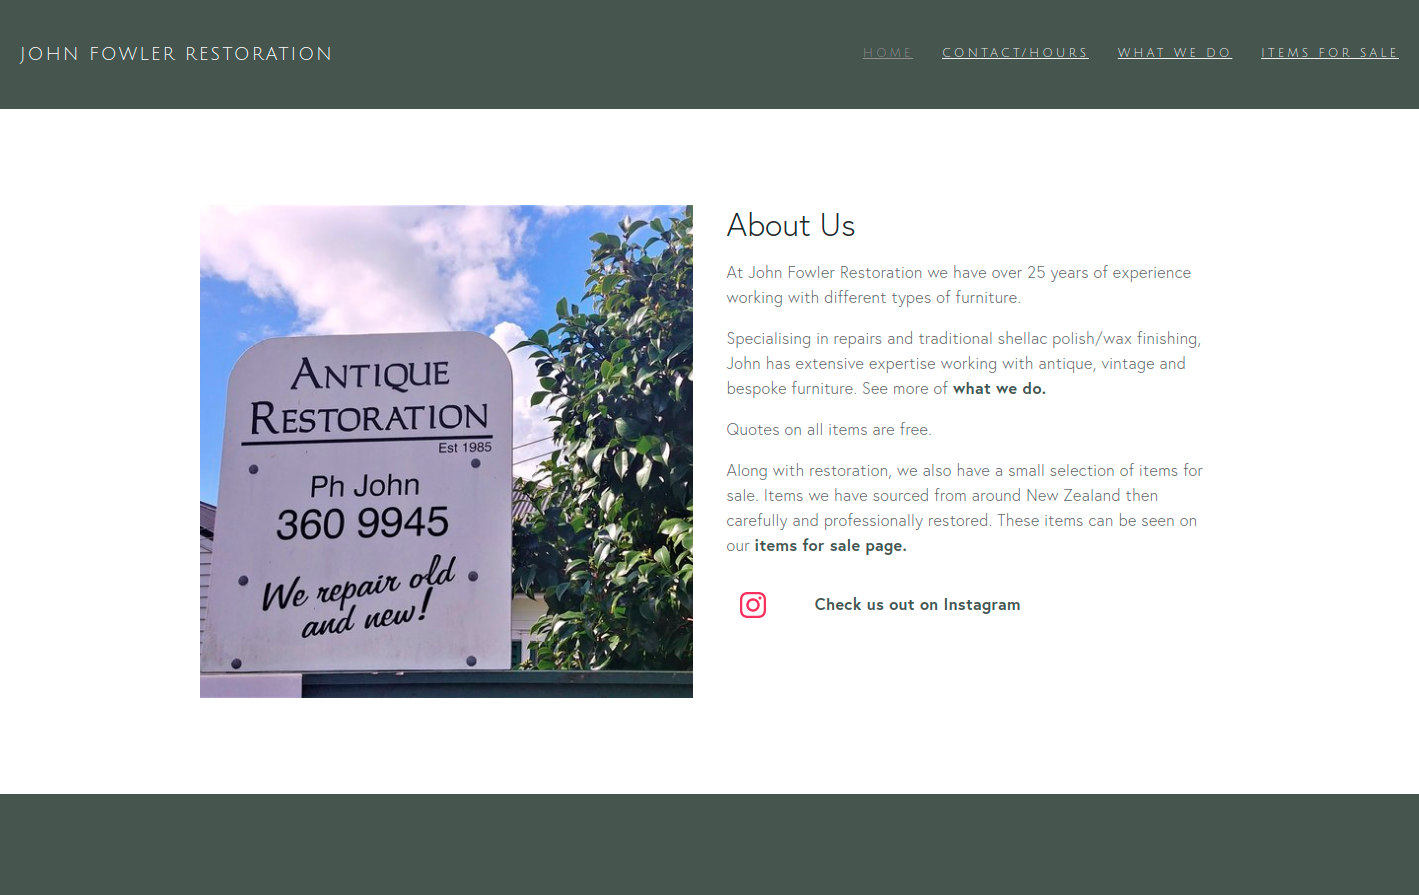 JOHN FOWLER RESTORATION
HOME CONTACT/HOURS WHAT WE DO ITEMS FOR SALE
ANTIQUE
RESTORATION
Est 1985
Ph John
360 9945
We repair old
and new!
About Us
At John Fowler Restoration we have over 25 years of experience
working with different types of furniture.
Specialising in repairs and traditional shellac polish/wax finishing,
John has extensive expertise working with antique, vintage and
bespoke furniture. See more of what we do.
Quotes on all items are free.
Along with restoration, we also have a small selection of items for
sale. Items we have sourced from around New Zealand then
carefully and professionally restored. These items can be seen on
our items for sale page.
Check us out on Instagram